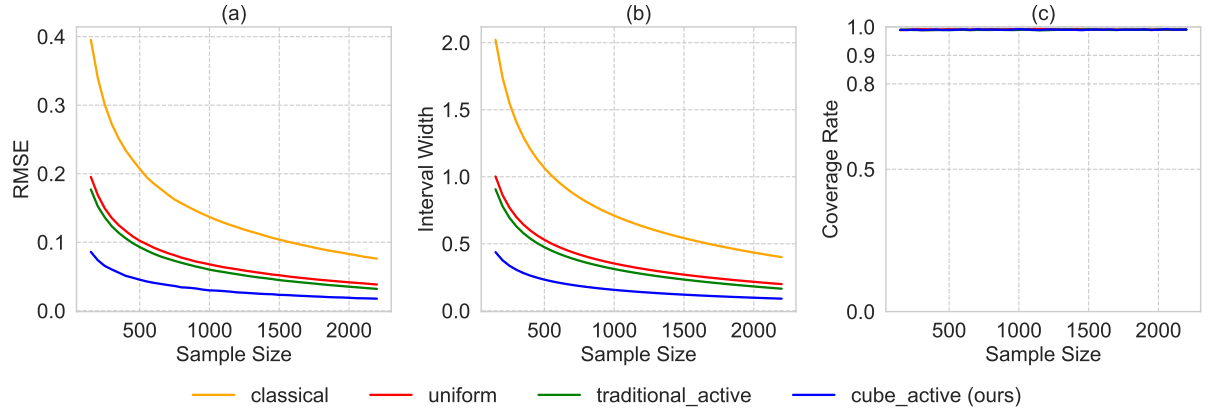 (a)
RMSE
0.4
0.3
0.2
0.1
0.0
500 1000 1500 2000
Sample Size
(b)
Interval Width
2.0
1.5
1.0
0.5
0.0
500 1000 1500 2000
Sample Size
(c)
Coverage Rate
1.0
0.9
0.8
0.5
0.0
500 1000 1500 2000
Sample Size
classical uniform traditional_active cube_active (ours)